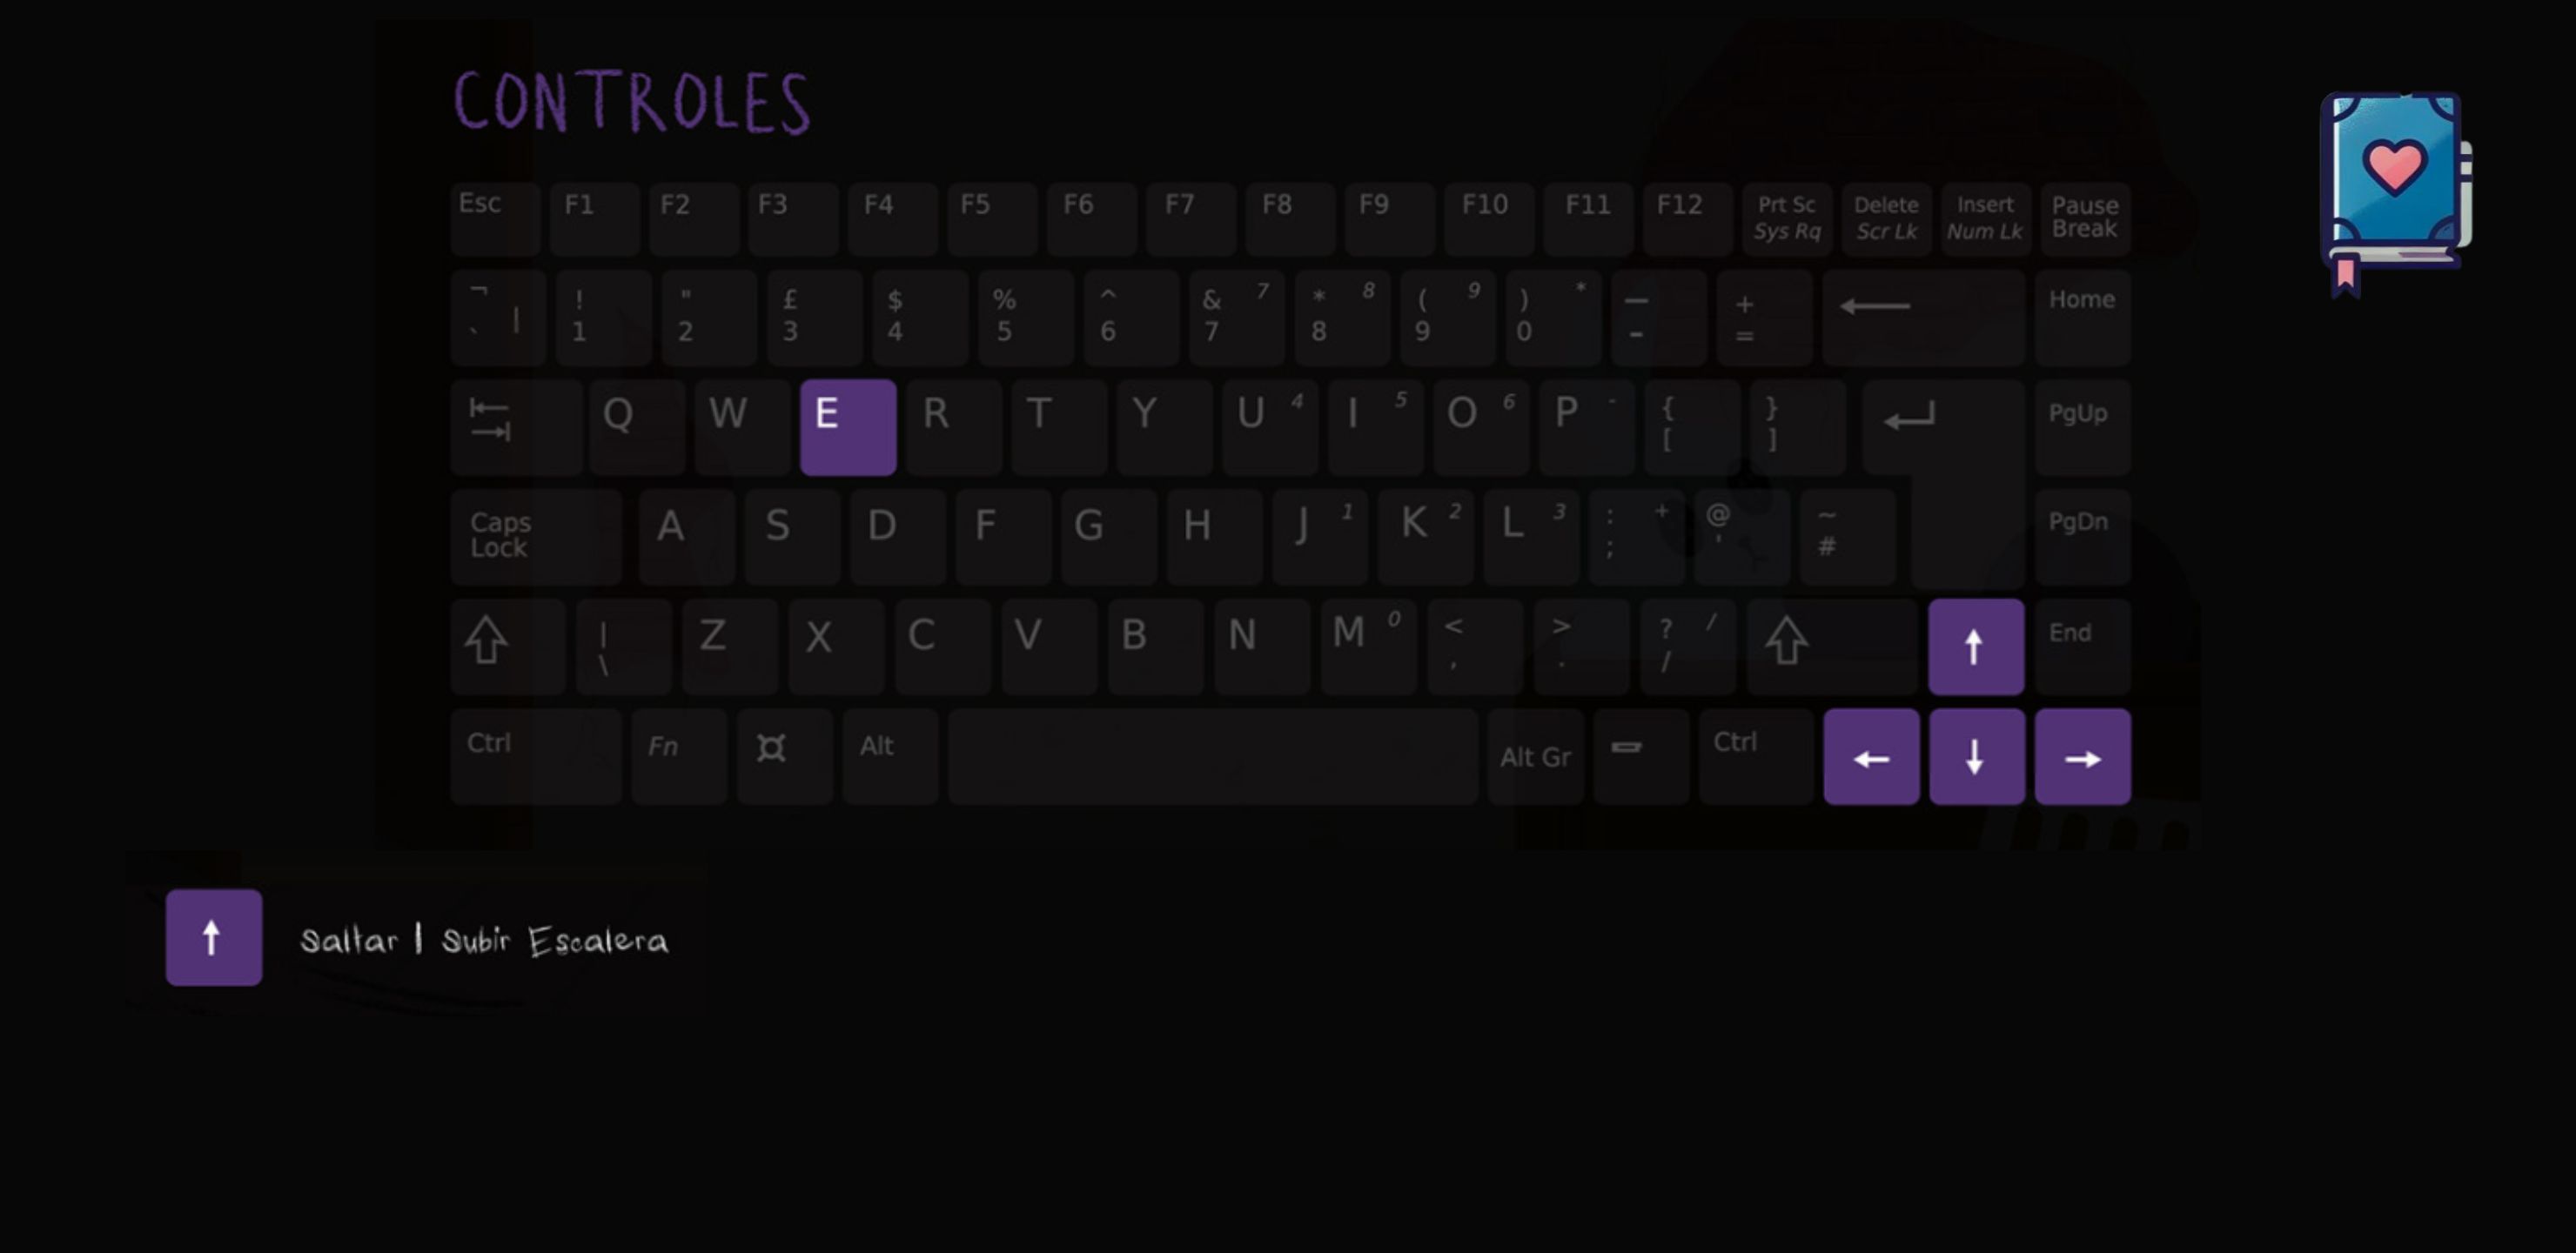 CONTROLES
Esc F1 F2 F3 F4 F5 F6 F7 F8 F9 F10 F11 F12 Prt Sc Delete Insert Pause
Sys Rq Scr Lk Num Lk Break
¬ ! " £ $ % ^ & 7 * 8 ( 9 ) * — + Home
` | 1 2 3 4 5 6 7 8 9 0 - =
Q W E R T Y U 4 I 5 O 6 P - { } PgUp
[ ]
Caps A S D F G H J 1 K 2 L 3 : + @ ~ PgDn
Lock ; ' #
| Z X C V B N M 0 < > ? / End
\ , . /
Ctrl Fn Alt Alt Gr Ctrl ← ↓ →
↑ Saltar | Subir Escalera